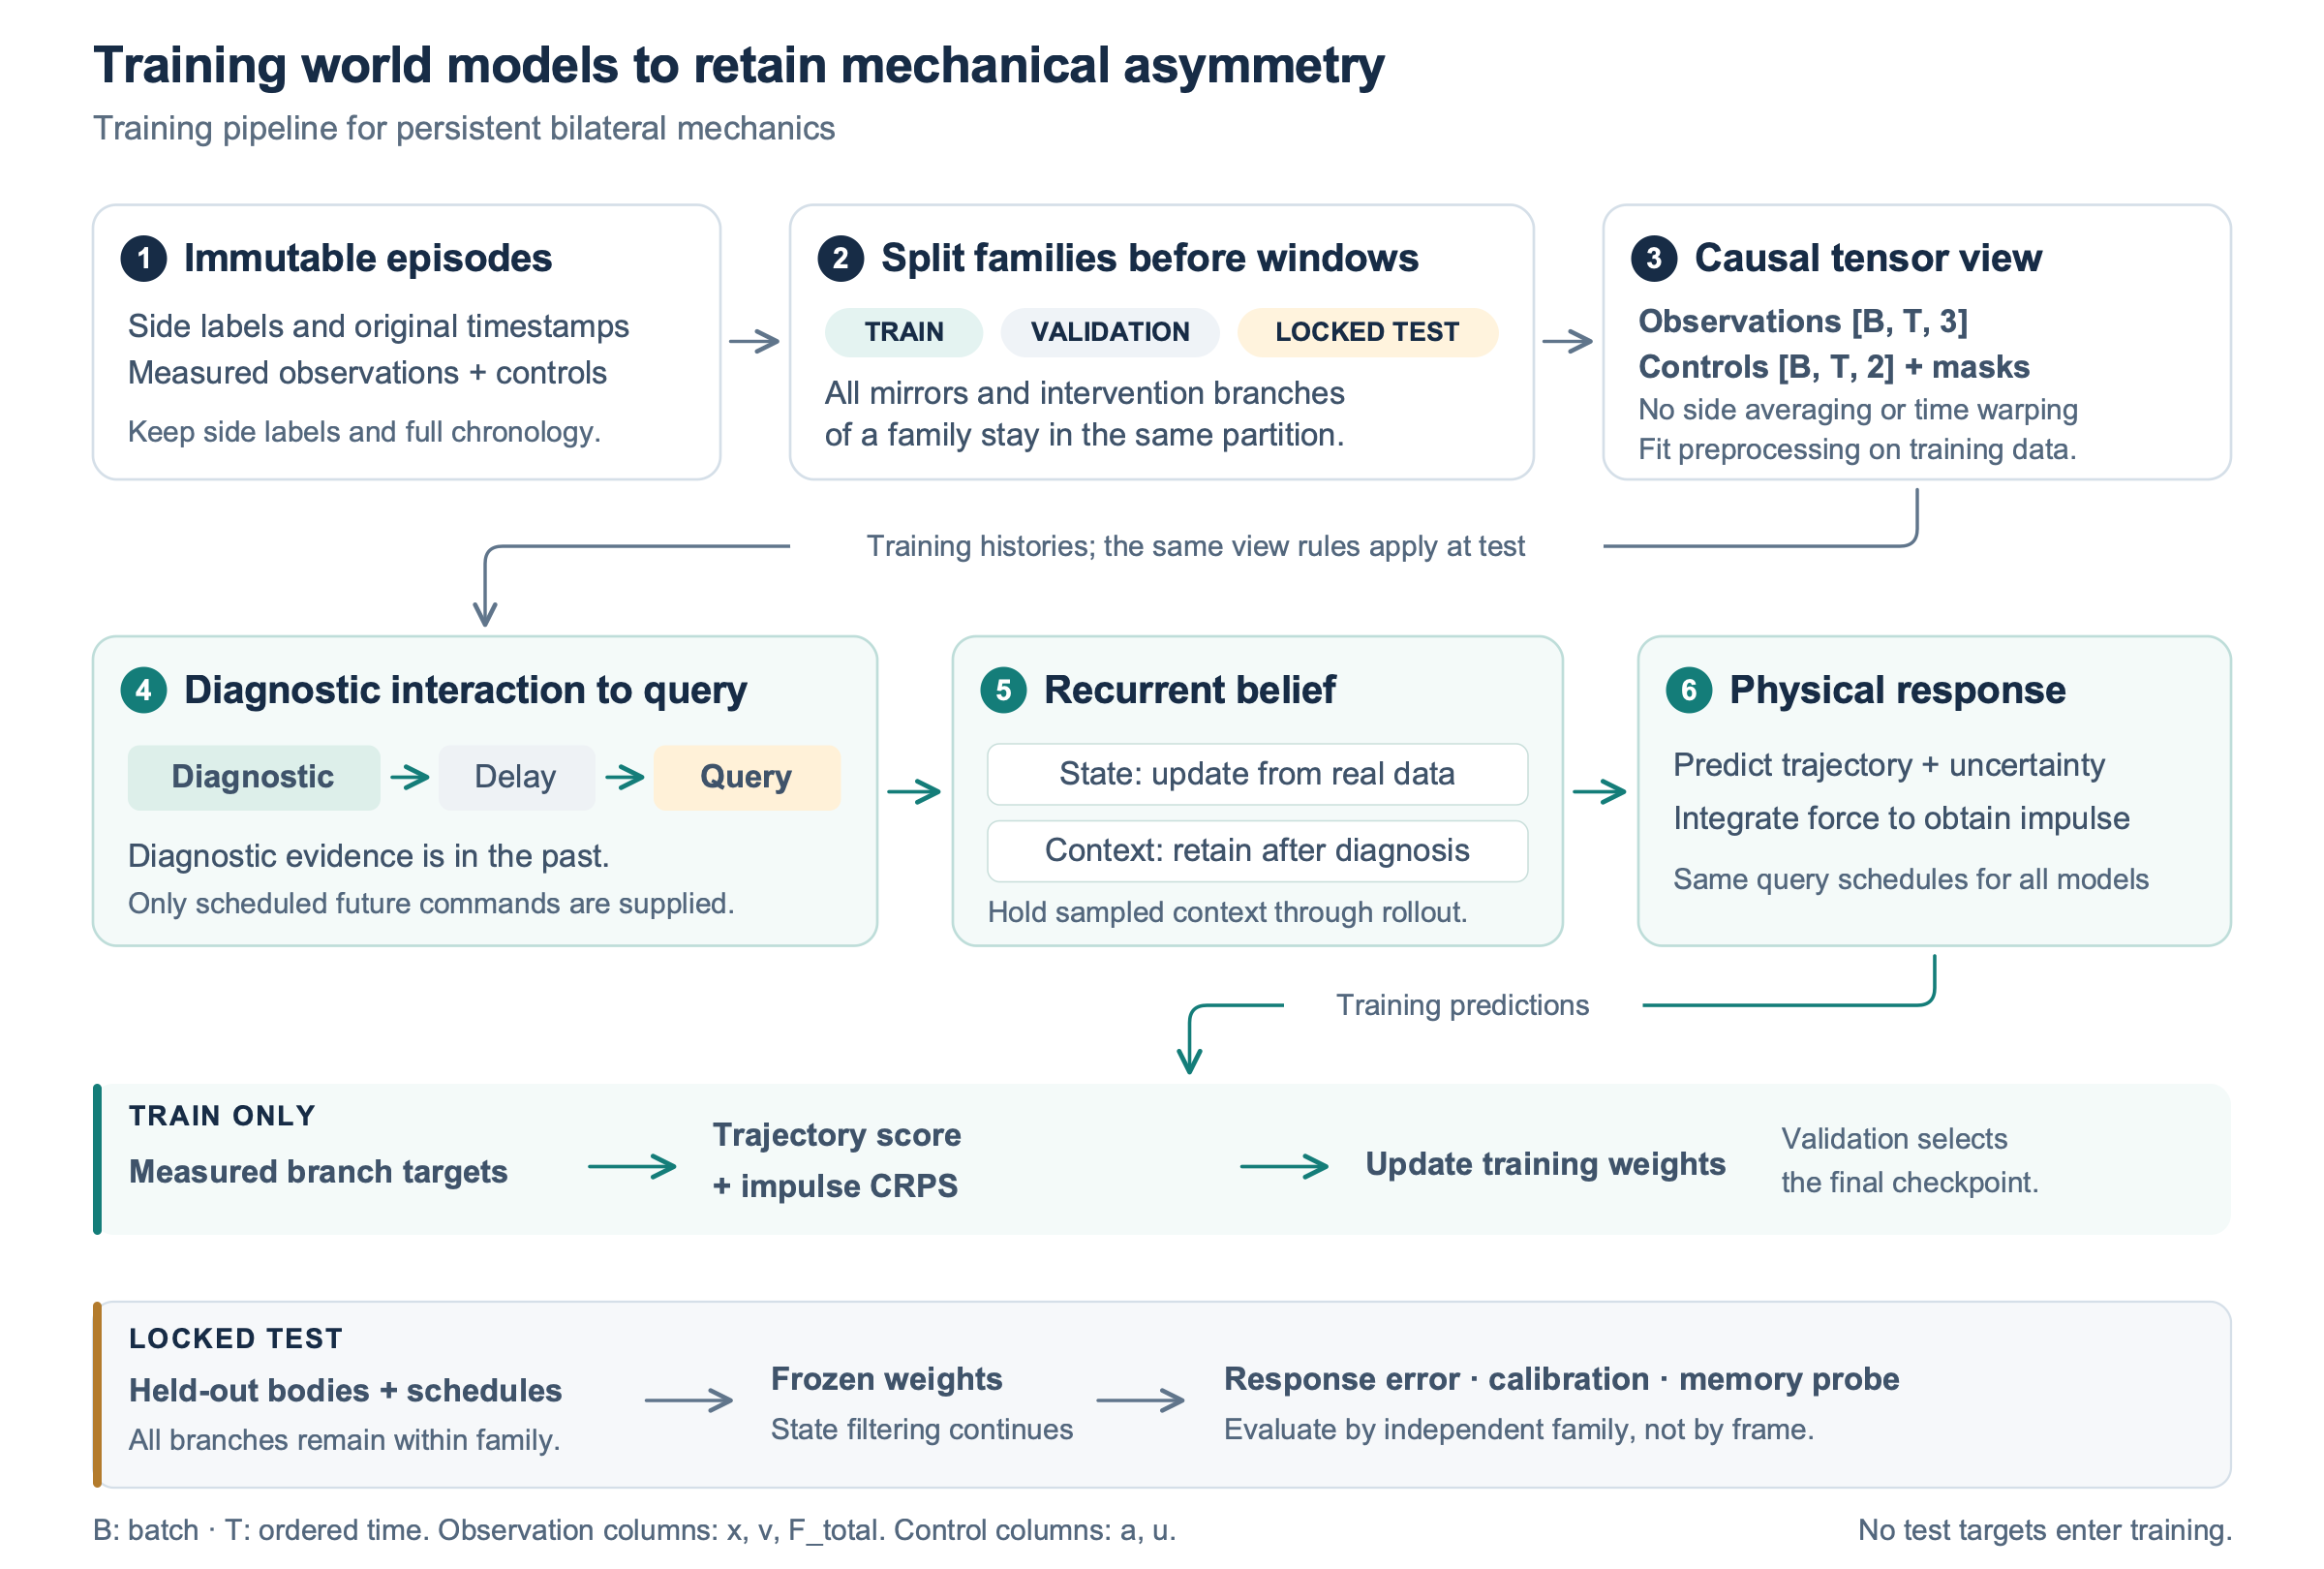 Training world models to retain mechanical asymmetry
Training pipeline for persistent bilateral mechanics
1 Immutable episodes
Side labels and original timestamps
Measured observations + controls
Keep side labels and full chronology.
2 Split families before windows
TRAIN
VALIDATION
LOCKED TEST
All mirrors and intervention branches
of a family stay in the same partition.
3 Causal tensor view
Observations [B, T, 3]
Controls [B, T, 2] + masks
No side averaging or time warping
Fit preprocessing on training data.
Training histories; the same view rules apply at test
4 Diagnostic interaction to query
Diagnostic
Delay
Query
Diagnostic evidence is in the past.
Only scheduled future commands are supplied.
5 Recurrent belief
State: update from real data
Context: retain after diagnosis
Hold sampled context through rollout.
6 Physical response
Predict trajectory + uncertainty
Integrate force to obtain impulse
Same query schedules for all models
Training predictions
TRAIN ONLY
Measured branch targets
Trajectory score
+ impulse CRPS
Update training weights
Validation selects
the final checkpoint.
LOCKED TEST
Held-out bodies + schedules
All branches remain within family.
Frozen weights
State filtering continues
Response error · calibration · memory probe
Evaluate by independent family, not by frame.
B: batch · T: ordered time. Observation columns: x, v, F_total. Control columns: a, u.
No test targets enter training.